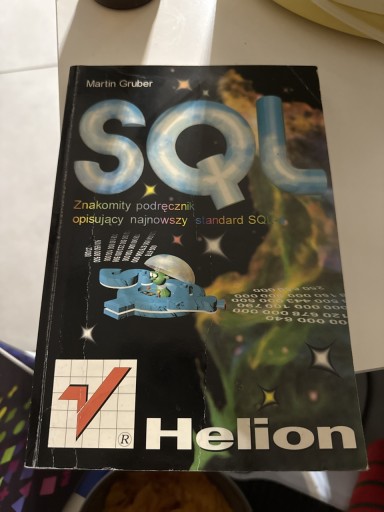 Martin Gruber
SQL
Znakomity podręcznik
opisujący najnowszy standard SQL
®
Helion